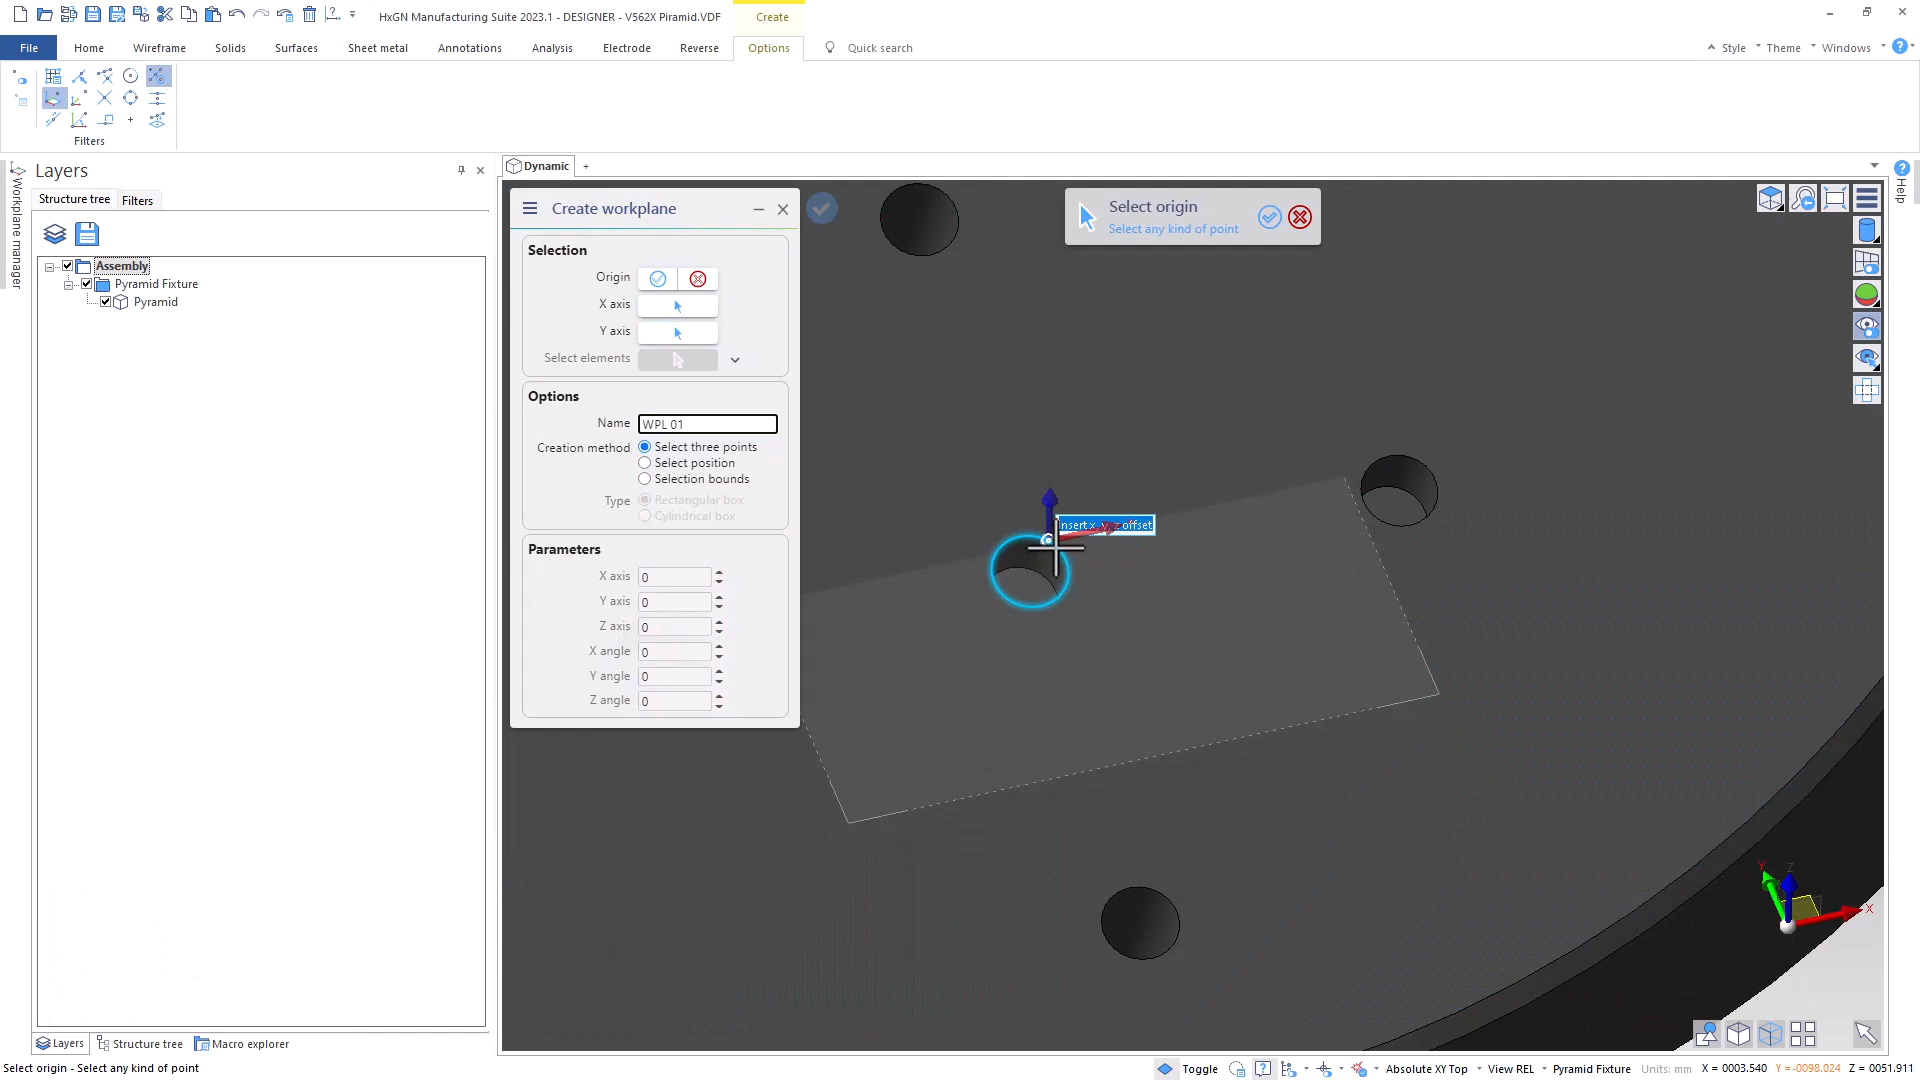 HxGN Manufacturing Suite 2023.1 - DESIGNER - V562X Piramid.VDF
Create
File
Home
Wireframe
Solids
Surfaces
Sheet metal
Annotations
Analysis
Electrode
Reverse
Options
Quick search
Style
Theme
Windows
Filters
Workplane manager
Layers
Structure tree
Filters
Assembly
Pyramid Fixture
Pyramid
Dynamic
+
Create workplane
Selection
Origin
X axis
Y axis
Select elements
Options
Name
WPL 01
Creation method
Select three points
Select position
Selection bounds
Type
Rectangular box
Cylindrical box
Parameters
X axis 0
Y axis 0
Z axis 0
X angle 0
Y angle 0
Z angle 0
Select origin
Select any kind of point
offset
Help
Y
Z
X
Layers
Structure tree
Macro explorer
Select origin - Select any kind of point
Toggle
Absolute XY Top
View REL
Pyramid Fixture
Units: mm
X = 0003.540
Y =-0098.024
Z = 0051.911